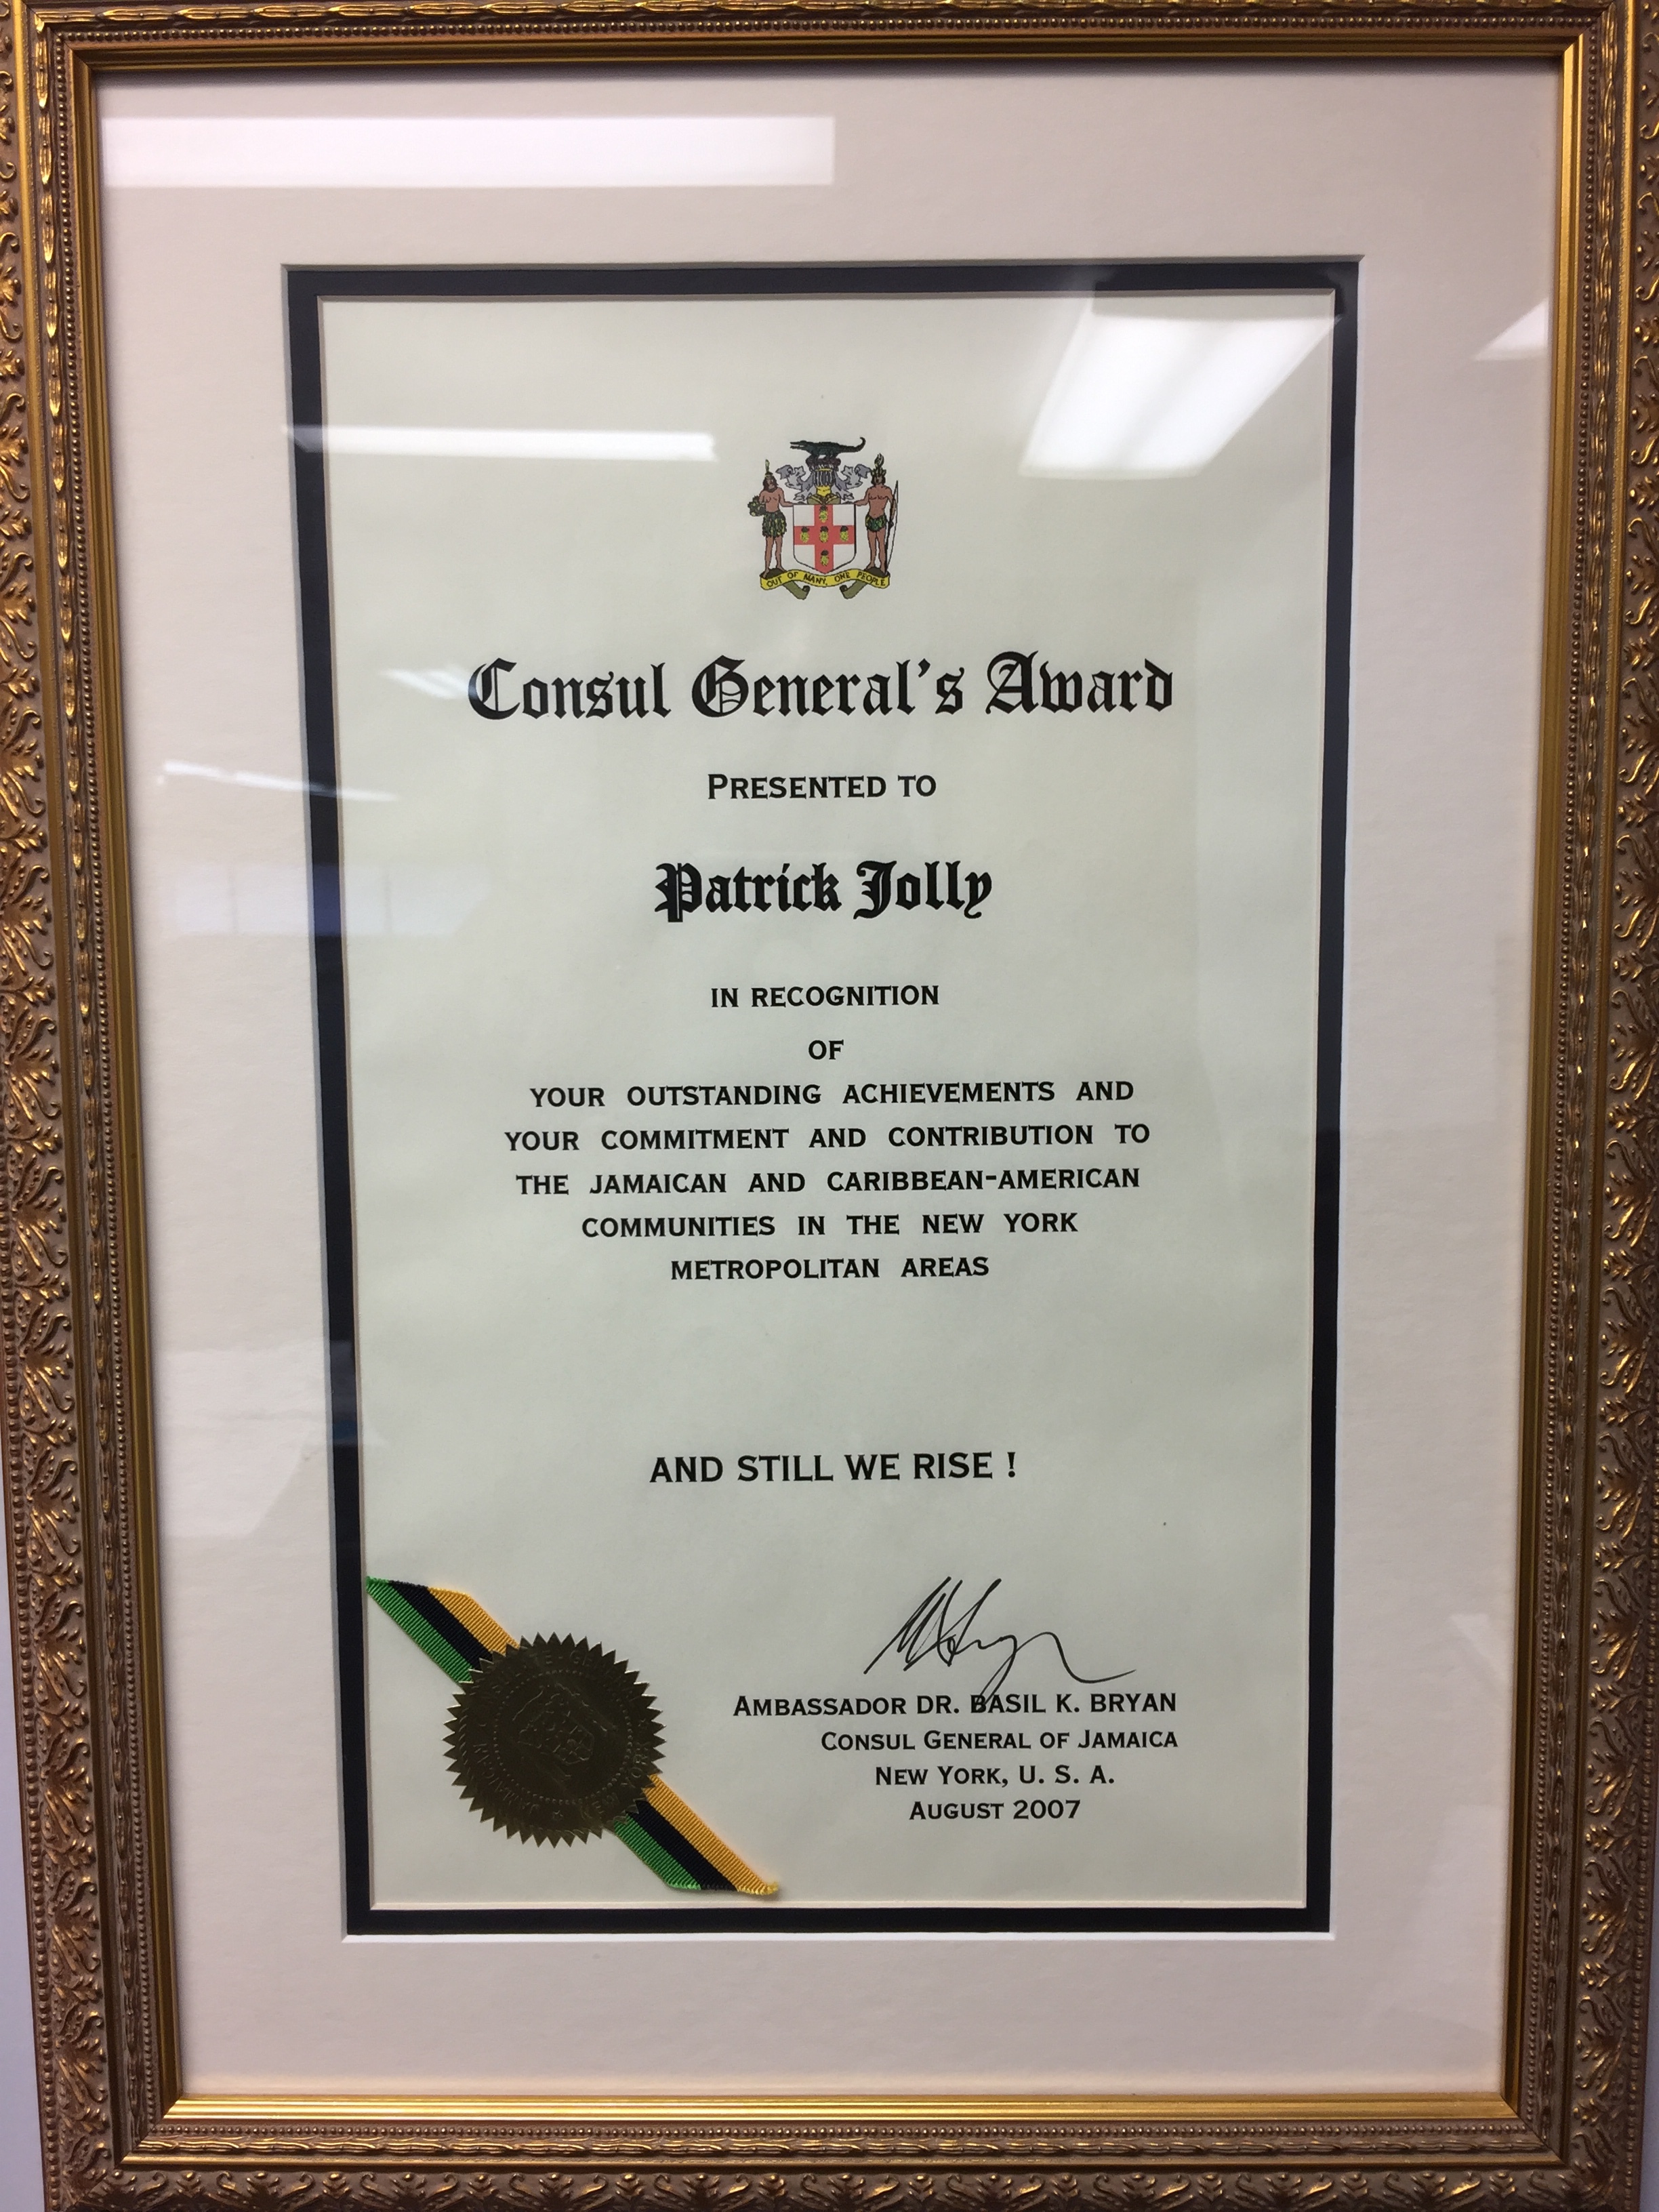 OUT OF MANY, ONE PEOPLE
Consul General's Award
PRESENTED TO
Patrick Jolly
IN RECOGNITION
OF
YOUR OUTSTANDING ACHIEVEMENTS AND
YOUR COMMITMENT AND CONTRIBUTION TO
THE JAMAICAN AND CARIBBEAN-AMERICAN
COMMUNITIES IN THE NEW YORK
METROPOLITAN AREAS
AND STILL WE RISE !
AMBASSADOR DR. BASIL K. BRYAN
CONSUL GENERAL OF JAMAICA
NEW YORK, U. S. A.
AUGUST 2007